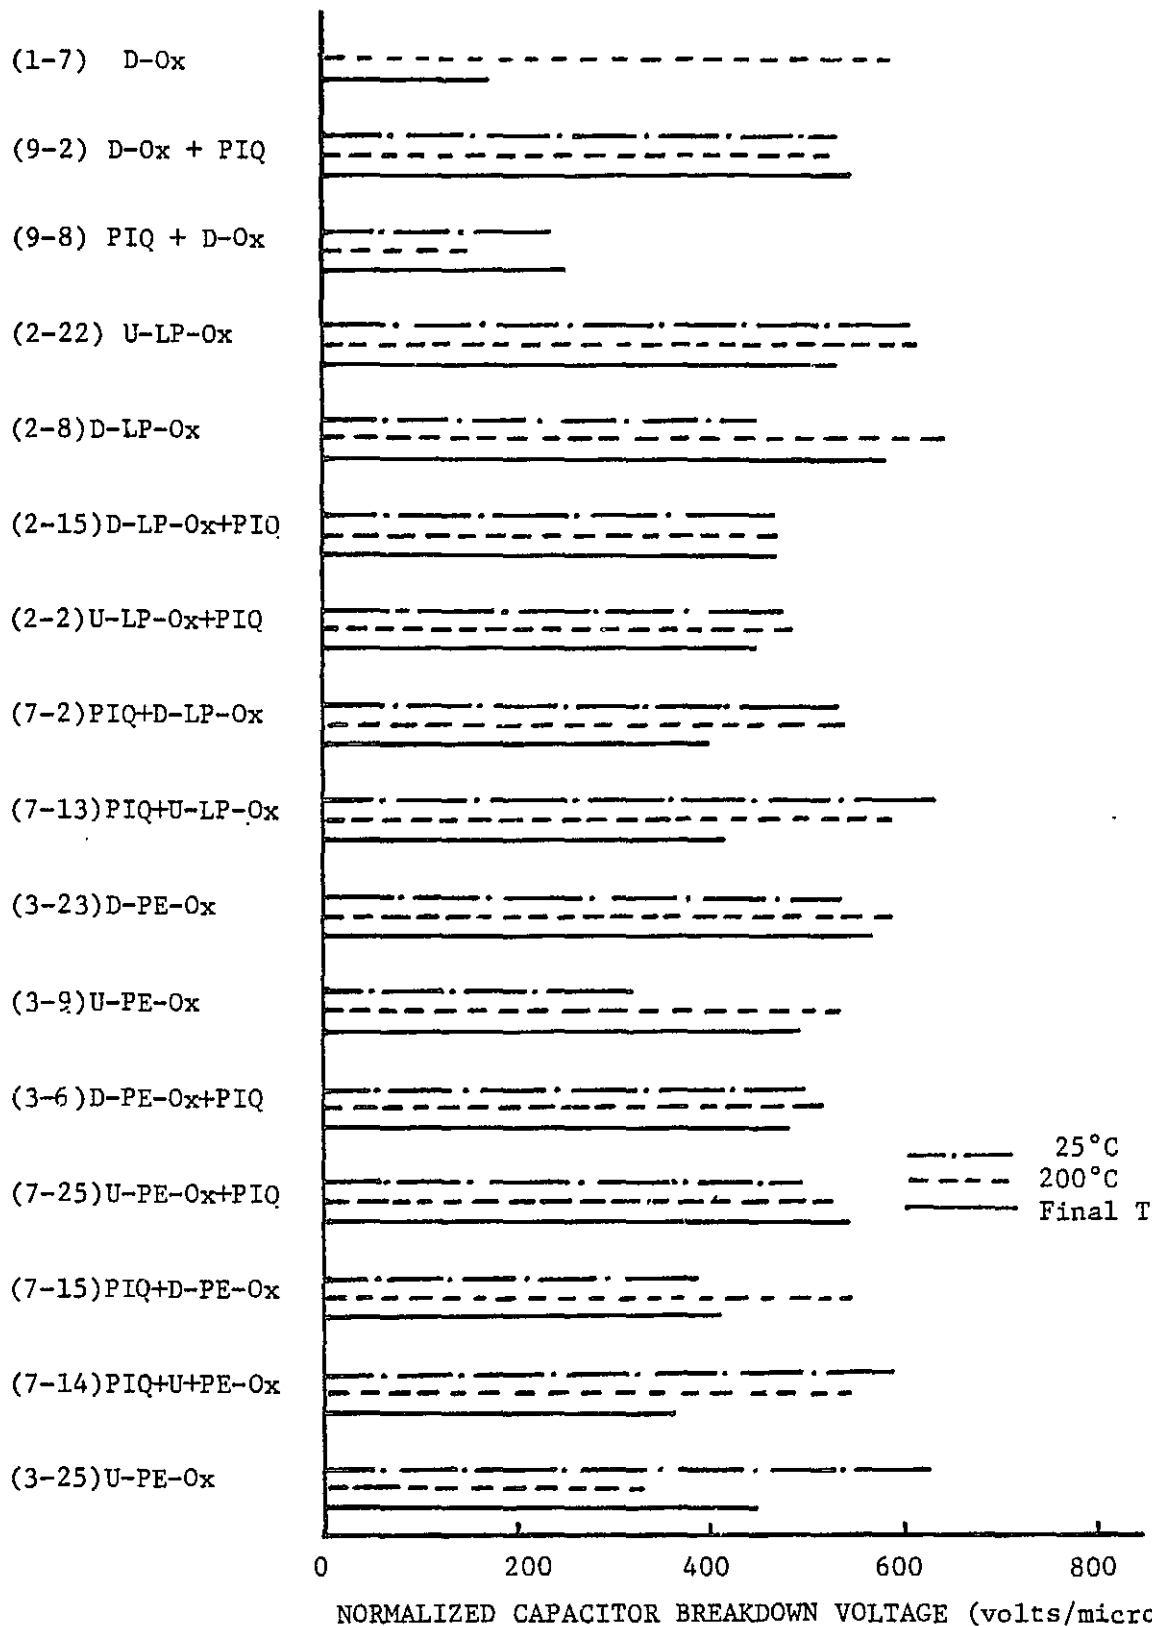 (1-7) D-Ox
(9-2) D-Ox + PIQ
(9-8) PIQ + D-Ox
(2-22) U-LP-Ox
(2-8)D-LP-Ox
(2-15)D-LP-Ox+PIQ
(2-2)U-LP-Ox+PIQ
(7-2)PIQ+D-LP-Ox
(7-13)PIQ+U-LP-Ox
(3-23)D-PE-Ox
(3-9)U-PE-Ox
(3-6)D-PE-Ox+PIQ
(7-25)U-PE-Ox+PIQ
(7-15)PIQ+D-PE-Ox
(7-14)PIQ+U+PE-Ox
(3-25)U-PE-Ox
25°C
200°C
Final T
0 200 400 600 800
NORMALIZED CAPACITOR BREAKDOWN VOLTAGE (volts/micro